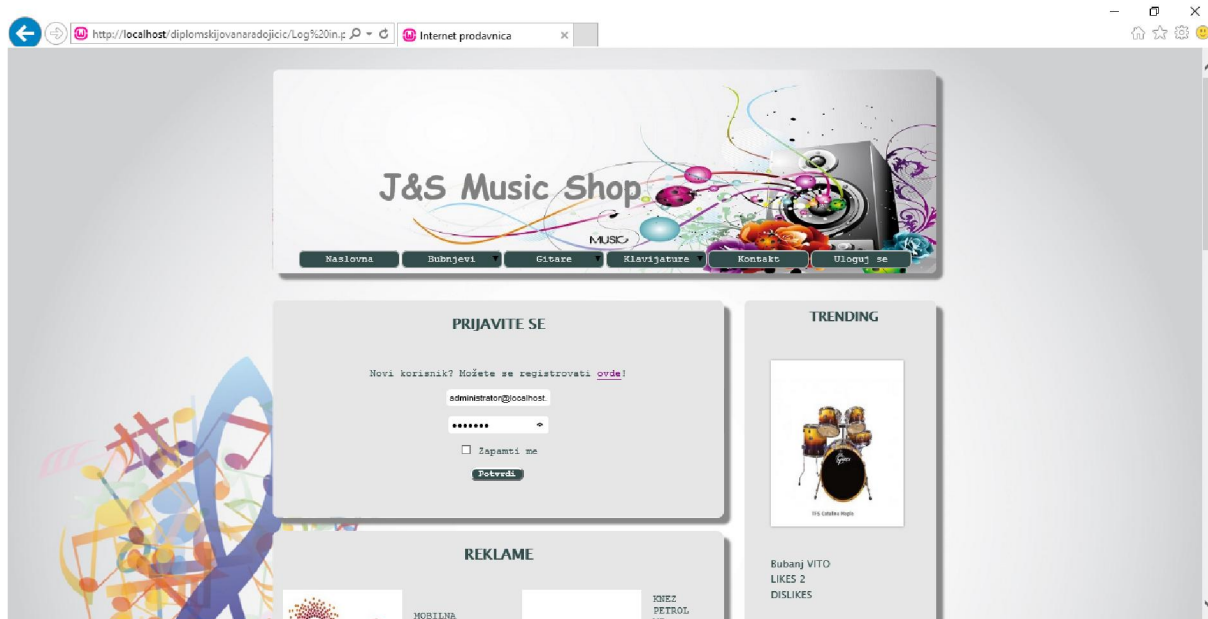 http://localhost/diplomskijovanaradojicic/Log%20in.p
Internet prodavnica
J&S Music Shop
MUSIC
Naslovna Bubnjevi Gitare Klavijature Kontakt Uloguj se
PRIJAVITE SE
Novi korisnik? Možete se registrovati ovde!
administrator@localhost.
Zapamti me
Potvrdi
REKLAME
MOBILNA
KNEZ
PETROL
TRENDING
Bubanj VITO
LIKES 2
DISLIKES